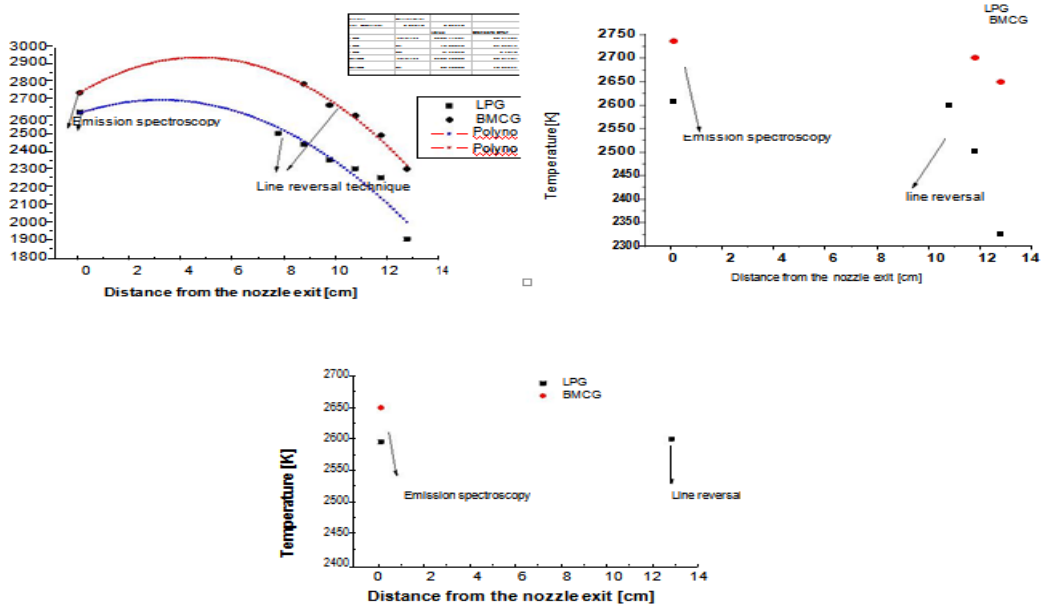 LPG
BMCG
3000
2900
2800
2700
2600
2500
2400
2300
2200
2100
2000
1900
1800
Emission spectroscopy
Line reversal technique
LPG
BMCG
Polyno
Polyno
0 2 4 6 8 10 12 14
Distance from the nozzle exit [cm]
2750
2700
2650
2600
2550
2500
2450
2400
2350
2300
Temperature [K]
Emission spectroscopy
line reversal
0 2 4 6 8 10 12 14
Distance from the nozzle exit [cm]
2700
2650
2600
2550
2500
2450
2400
Temperature [K]
LPG
BMCG
Emission spectroscopy
Line reversal
0 2 4 6 8 10 12 14
Distance from the nozzle exit [cm]